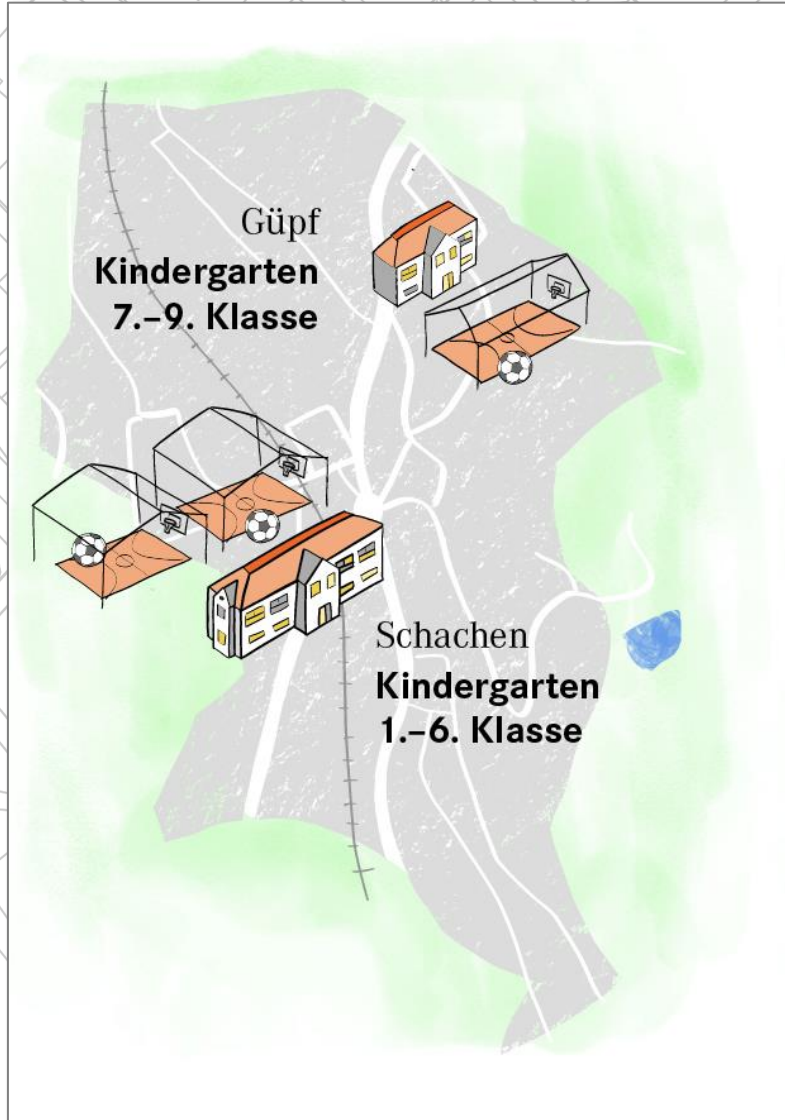 Güpf
Kindergarten
7.–9. Klasse
Schachen
Kindergarten
1.–6. Klasse